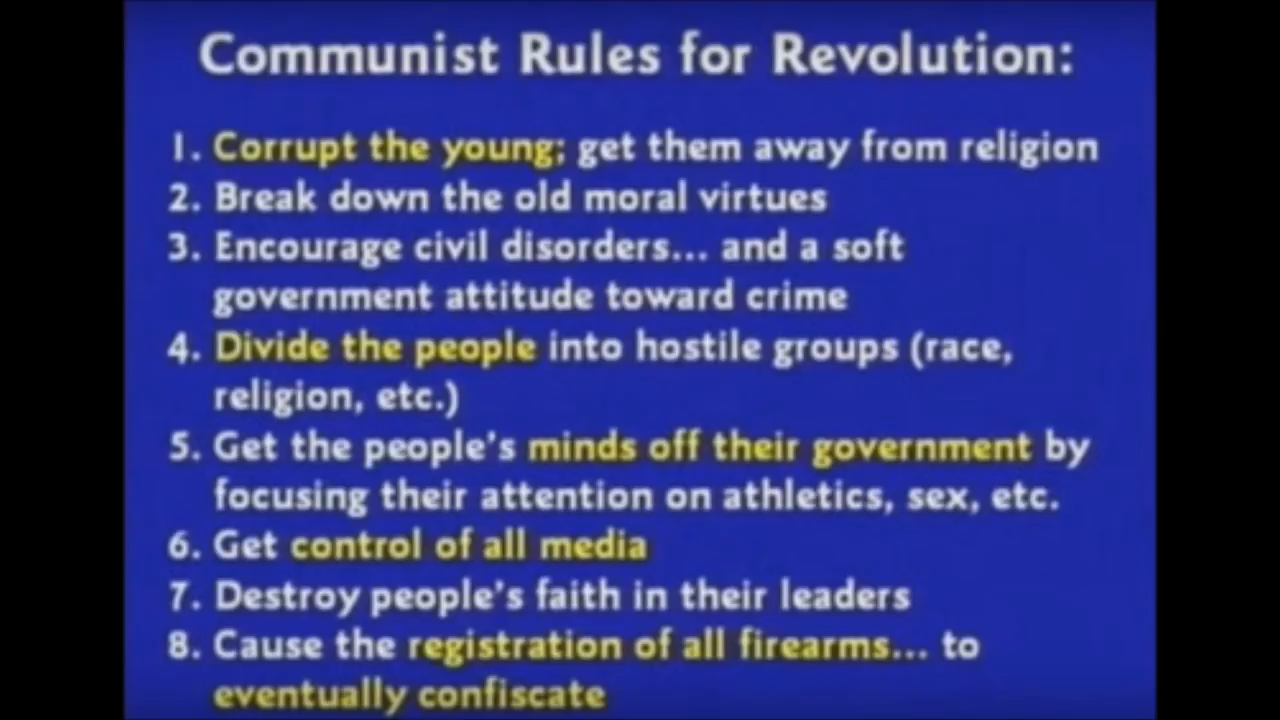 Communist Rules for Revolution:
1. Corrupt the young; get them away from religion
2. Break down the old moral virtues
3. Encourage civil disorders... and a soft
government attitude toward crime
4. Divide the people into hostile groups (race,
religion, etc.)
5. Get the people's minds off their government by
focusing their attention on athletics, sex, etc.
6. Get control of all media
7. Destroy people's faith in their leaders
8. Cause the registration of all firearms... to
eventually confiscate